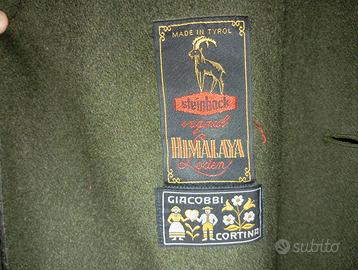 MADE IN TYROL
steinbock
original
HIMALAYA
Loden
GIACOBBI
CORTINA
subito